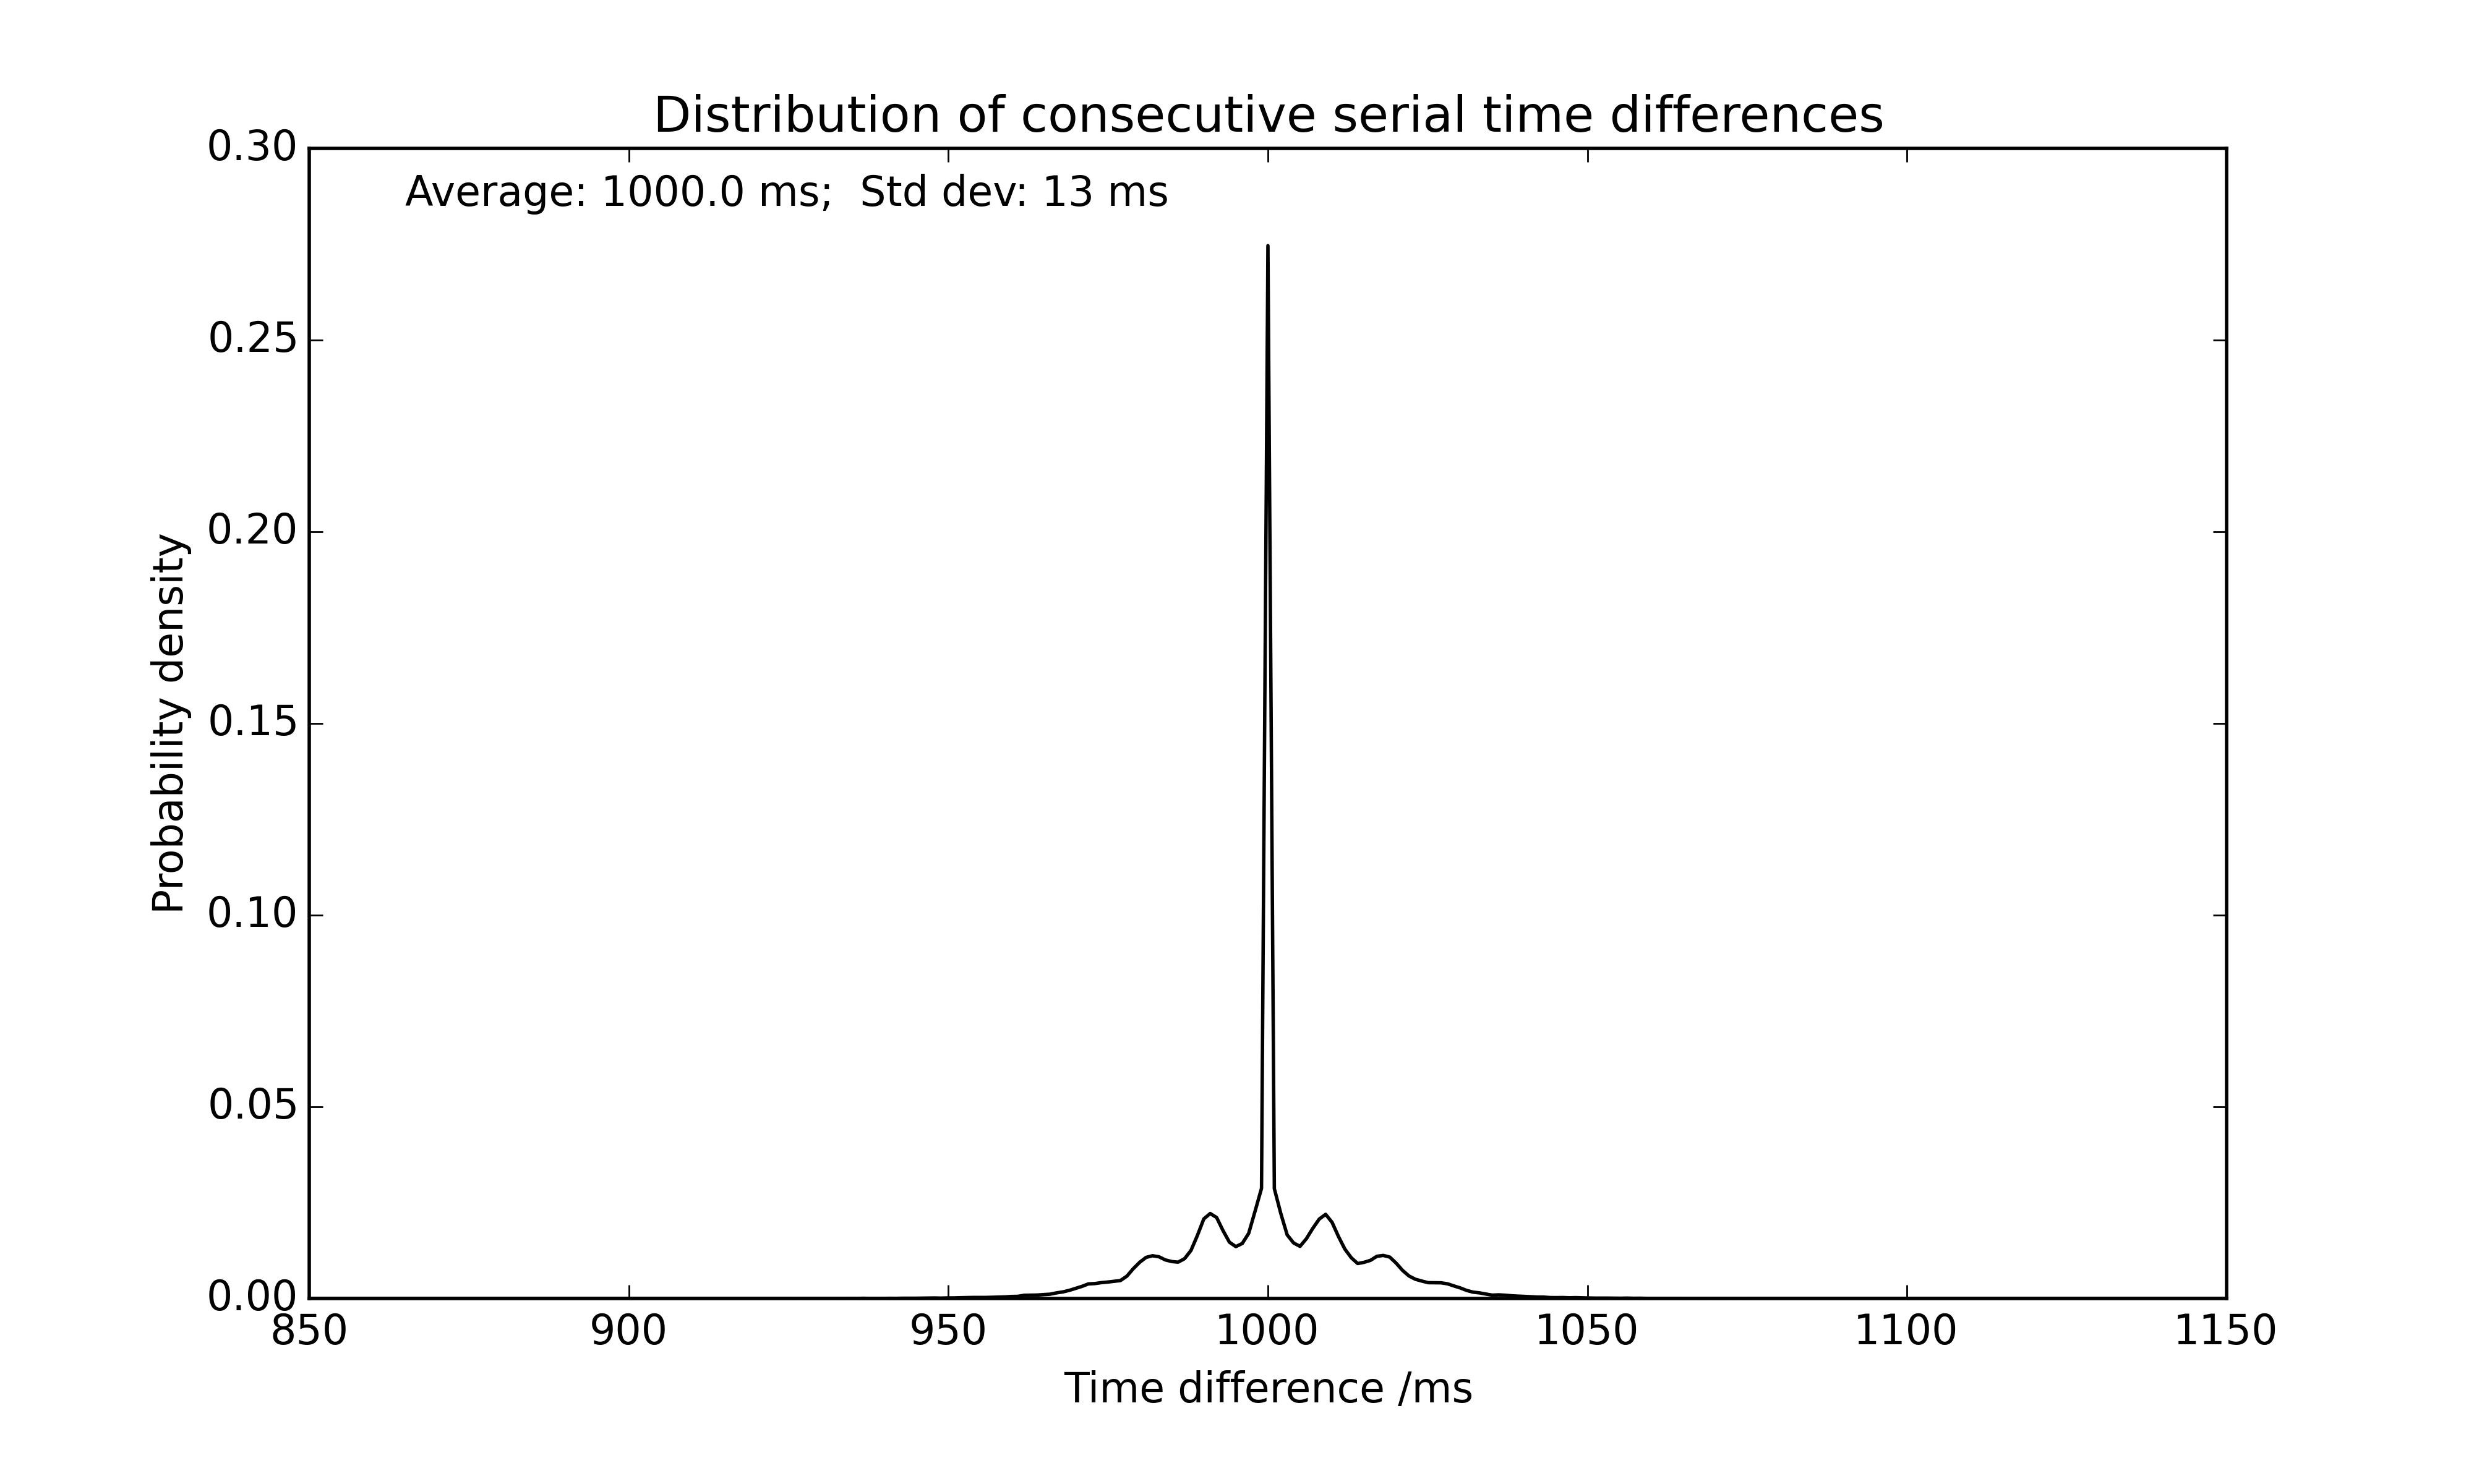 Distribution of consecutive serial time differences
Average: 1000.0 ms;  Std dev: 13 ms
0.30
0.25
0.20
0.15
0.10
0.05
0.00
Probability density
850 900 950 1000 1050 1100 1150
Time difference /ms